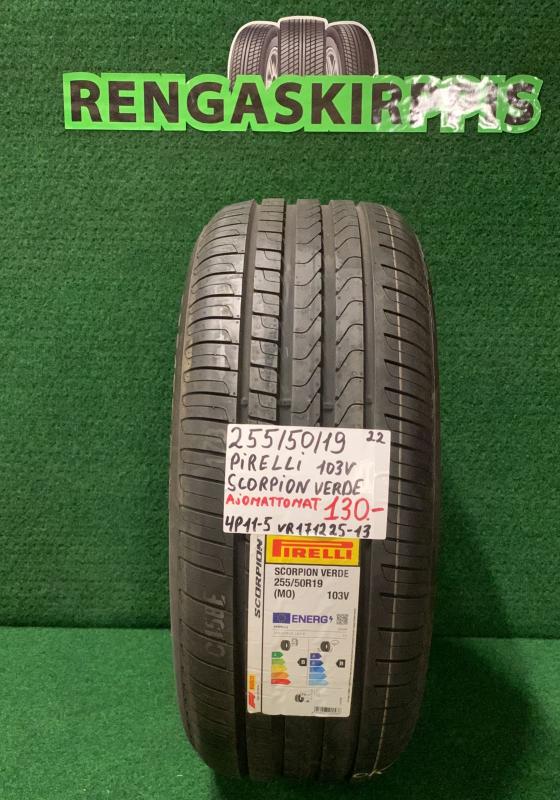 RENGASKIRPPIS
255/50/19 22
PiRELLi 103V
SCORPiON VERDE
AJOMATTOMAT 130.-
4P11-5 VR171225-13
PIRELLI
SCORPION
SCORPION VERDE
255/50R19
(MO) 103V
ENERG